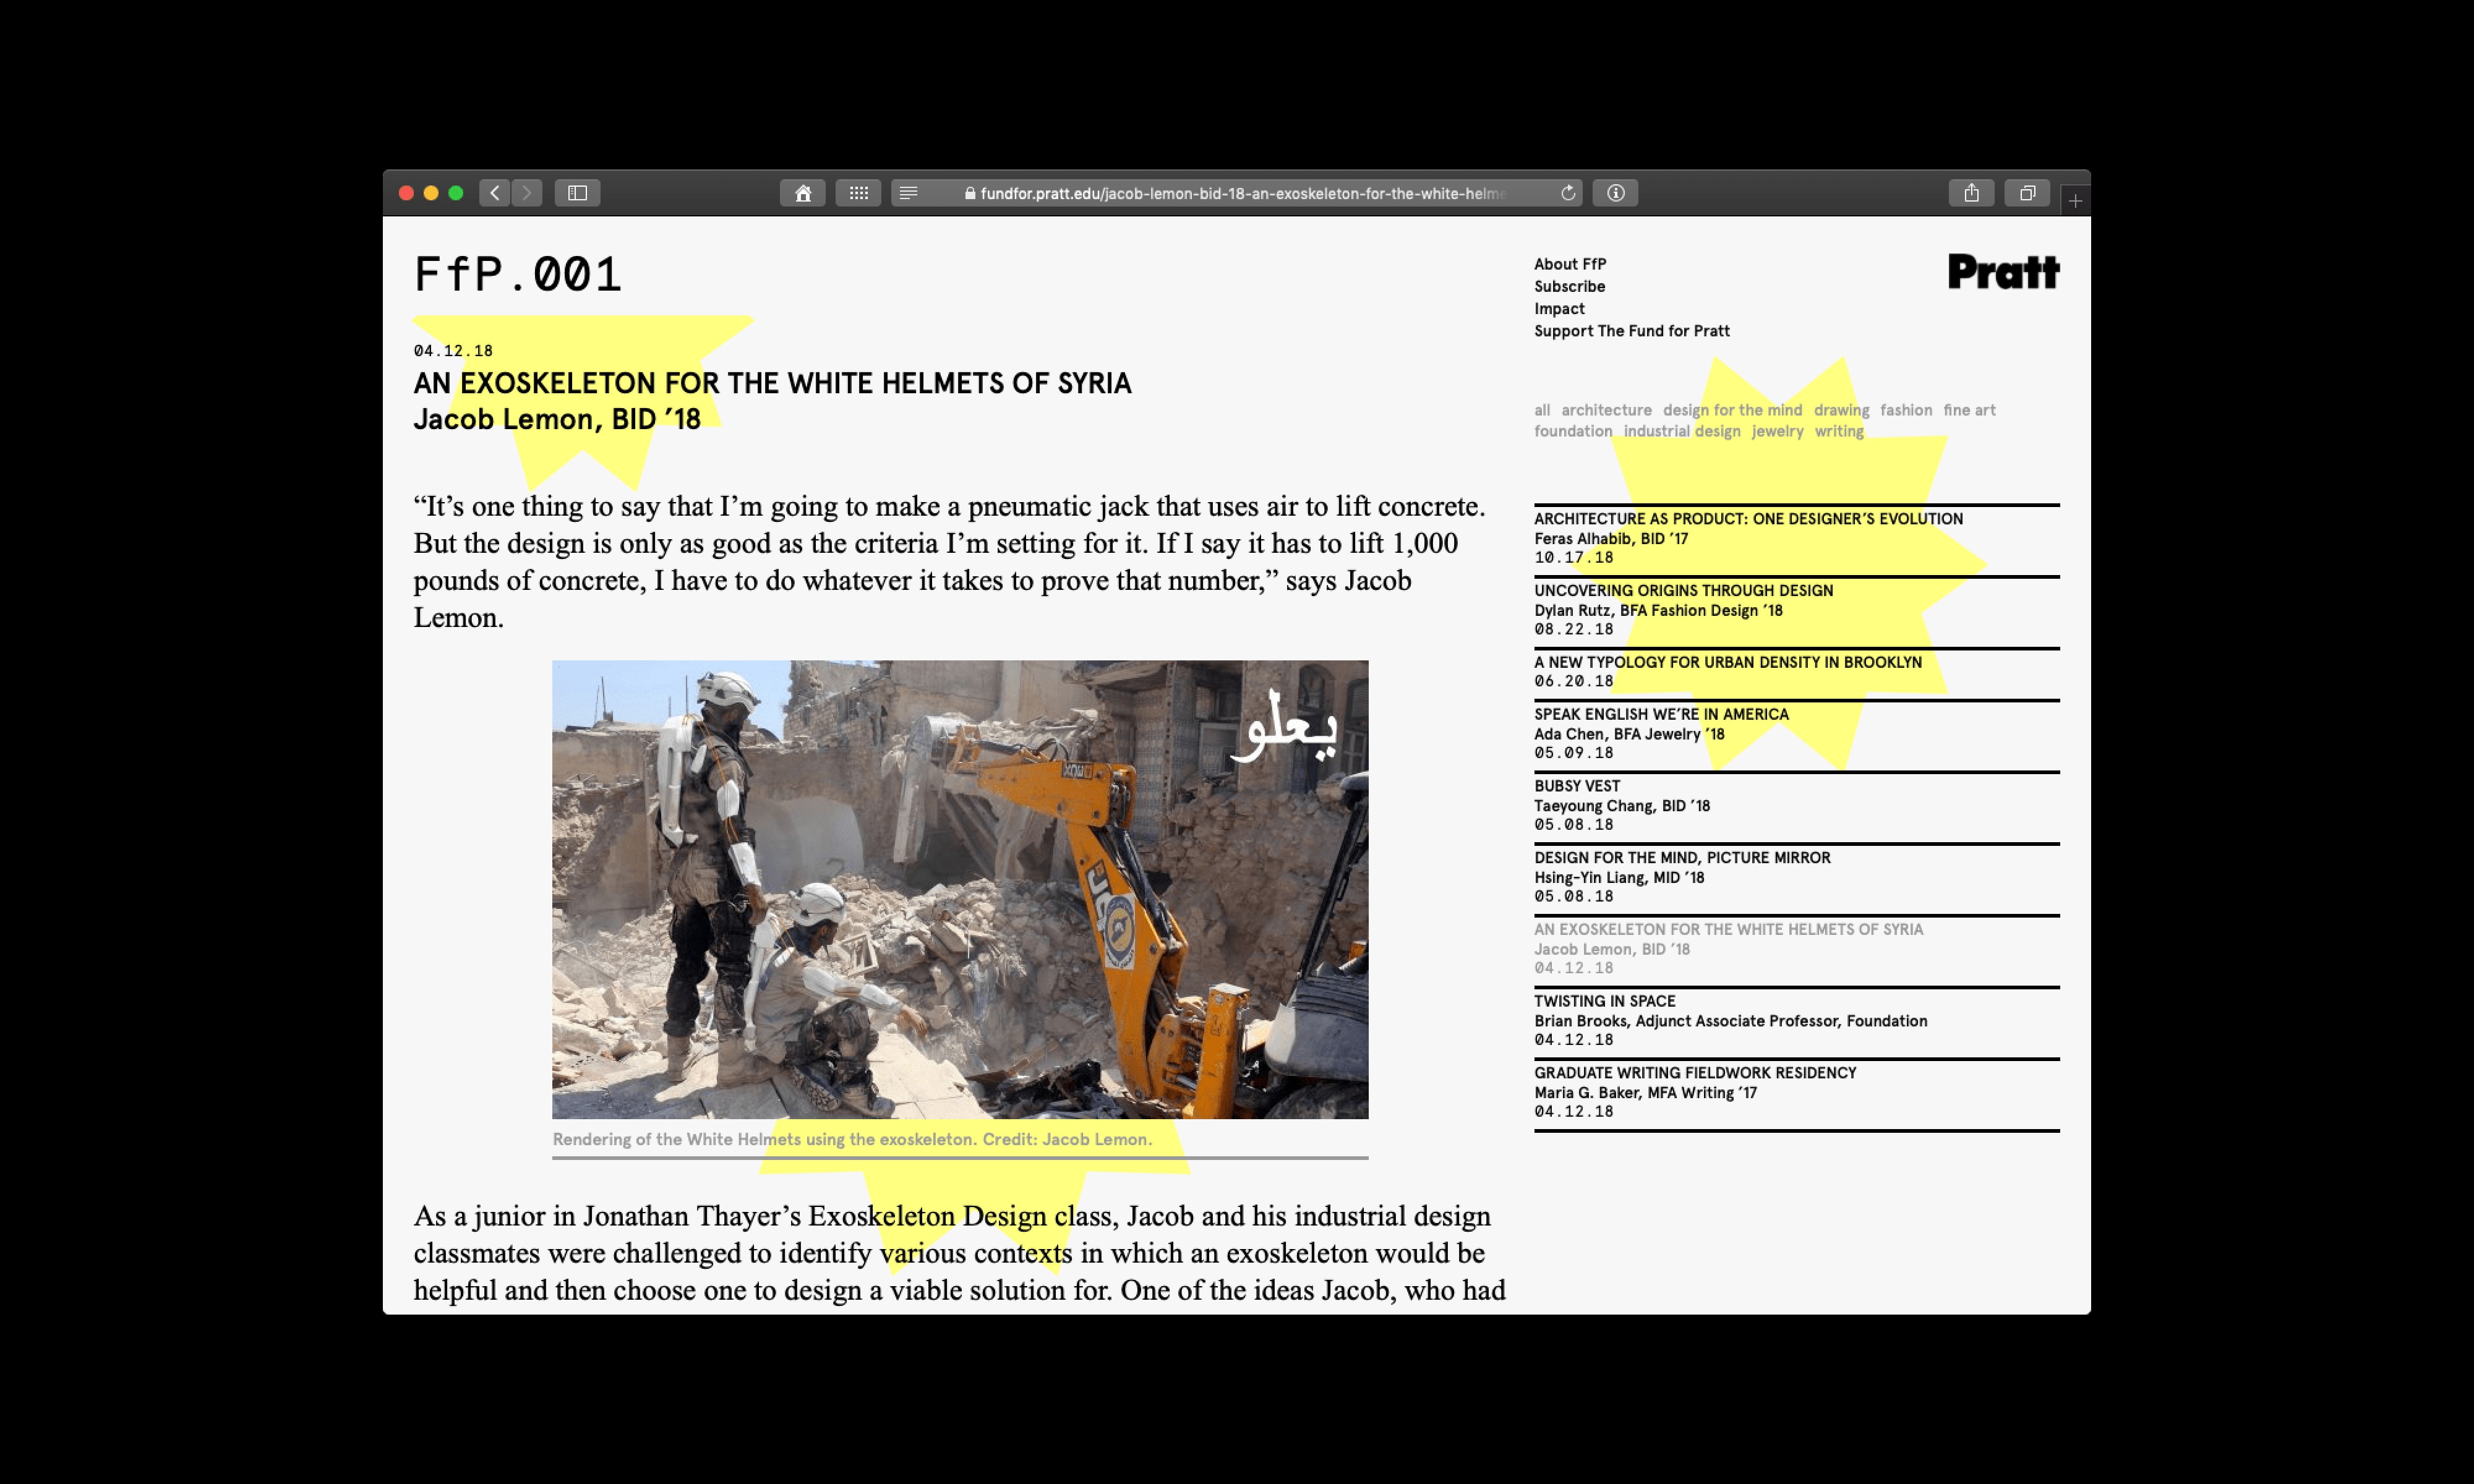 fundfor.pratt.edu/jacob-lemon-bid-18-an-exoskeleton-for-the-white-helme
FfP.001
04.12.18
AN EXOSKELETON FOR THE WHITE HELMETS OF SYRIA
Jacob Lemon, BID ’18
“It’s one thing to say that I’m going to make a pneumatic jack that uses air to lift concrete.
But the design is only as good as the criteria I’m setting for it. If I say it has to lift 1,000
pounds of concrete, I have to do whatever it takes to prove that number,” says Jacob
Lemon.
يعلو
JCB
Rendering of the White Helmets using the exoskeleton. Credit: Jacob Lemon.
As a junior in Jonathan Thayer’s Exoskeleton Design class, Jacob and his industrial design
classmates were challenged to identify various contexts in which an exoskeleton would be
helpful and then choose one to design a viable solution for. One of the ideas Jacob, who had
About FfP
Subscribe
Impact
Support The Fund for Pratt
Pratt
all architecture design for the mind drawing fashion fine art
foundation industrial design jewelry writing
ARCHITECTURE AS PRODUCT: ONE DESIGNER’S EVOLUTION
Feras Alhabib, BID ’17
10.17.18
UNCOVERING ORIGINS THROUGH DESIGN
Dylan Rutz, BFA Fashion Design ’18
08.22.18
A NEW TYPOLOGY FOR URBAN DENSITY IN BROOKLYN
06.20.18
SPEAK ENGLISH WE’RE IN AMERICA
Ada Chen, BFA Jewelry ’18
05.09.18
BUBSY VEST
Taeyoung Chang, BID ’18
05.08.18
DESIGN FOR THE MIND, PICTURE MIRROR
Hsing-Yin Liang, MID ’18
05.08.18
AN EXOSKELETON FOR THE WHITE HELMETS OF SYRIA
Jacob Lemon, BID ’18
04.12.18
TWISTING IN SPACE
Brian Brooks, Adjunct Associate Professor, Foundation
04.12.18
GRADUATE WRITING FIELDWORK RESIDENCY
Maria G. Baker, MFA Writing ’17
04.12.18